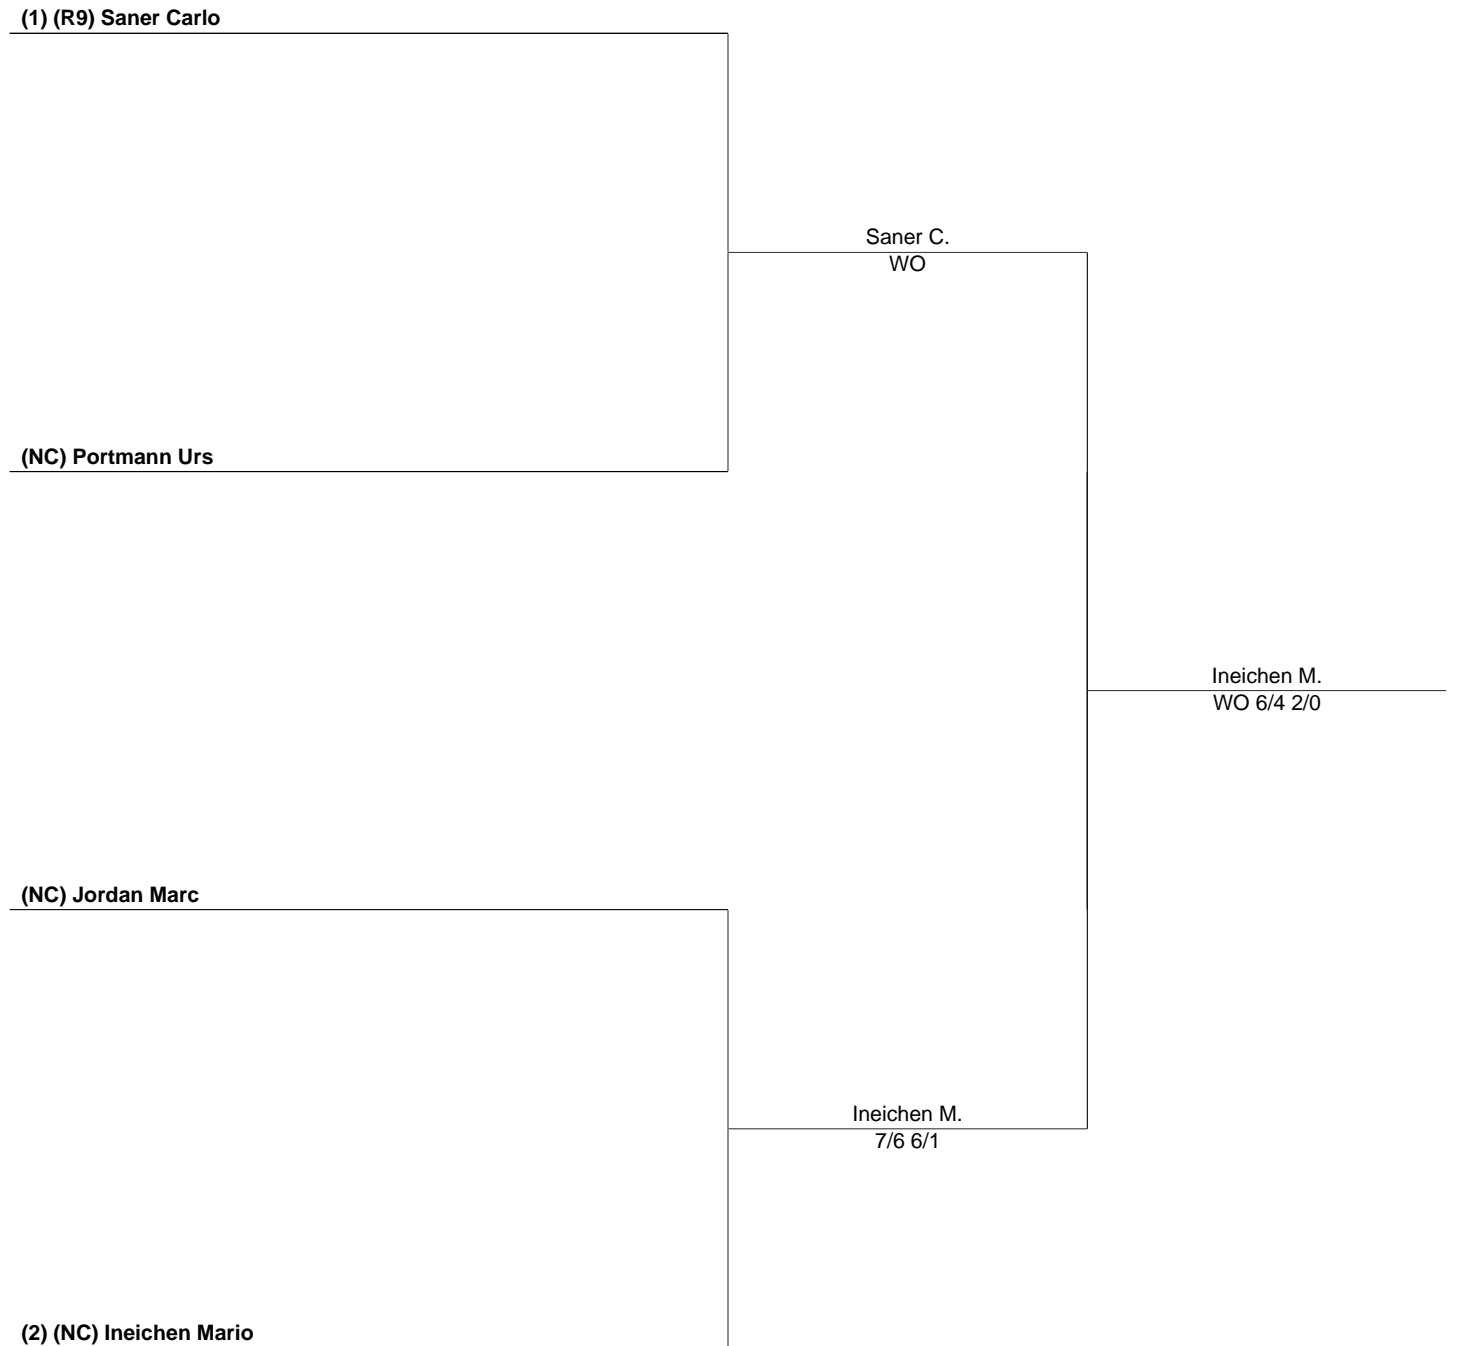 (1) (R9) Saner Carlo
Saner C.
WO
(NC) Portmann Urs
Ineichen M.
WO 6/4 2/0
(NC) Jordan Marc
Ineichen M.
7/6 6/1
(2) (NC) Ineichen Mario